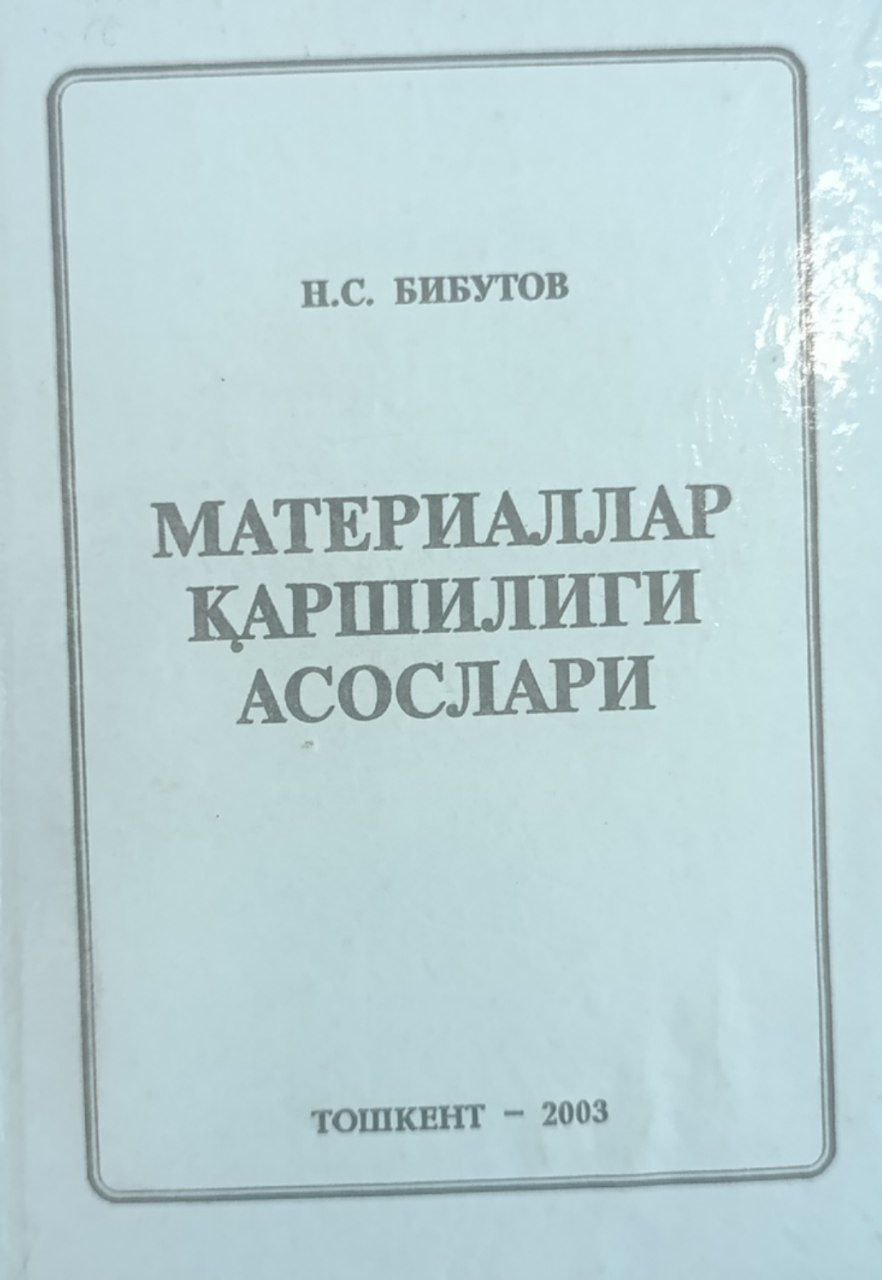 Н.С. БИБУТОВ
МАТЕРИАЛЛАР
ҚАРШИЛИГИ
АСОСЛАРИ
ТОШКЕНТ – 2003